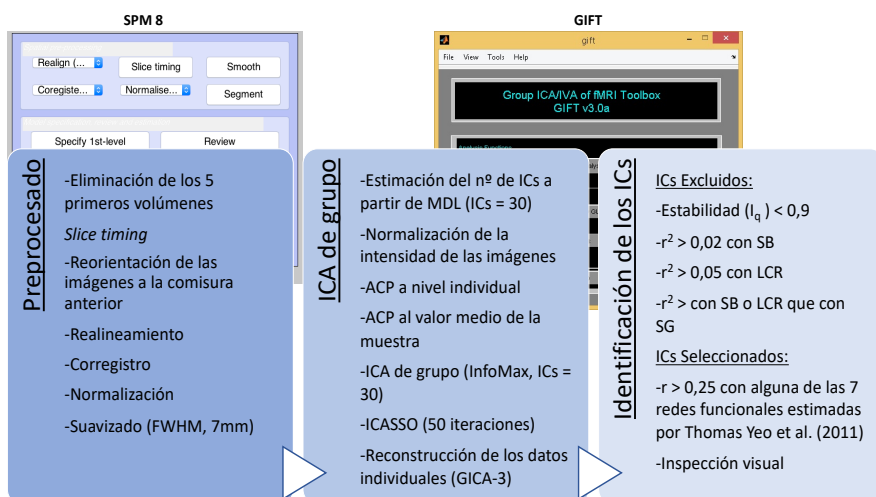 SPM 8
GIFT
Realign (...
Slice timing
Smooth
Coregiste...
Normalise...
Segment
Specify 1st-level
Review
gift
File View Tools Help
Group ICA/IVA of fMRI Toolbox
GIFT v3.0a
Analysis Functions
Preprocesado
-Eliminación de los 5
primeros volúmenes
Slice timing
-Reorientación de las
imágenes a la comisura
anterior
-Realineamiento
-Corregistro
-Normalización
-Suavizado (FWHM, 7mm)
ICA de grupo
-Estimación del nº de ICs a
partir de MDL (ICs = 30)
-Normalización de la
intensidad de las imágenes
-ACP a nivel individual
-ACP al valor medio de la
muestra
-ICA de grupo (InfoMax, ICs =
30)
-ICASSO (50 iteraciones)
-Reconstrucción de los datos
individuales (GICA-3)
Identificación de los ICs
ICs Excluidos:
-Estabilidad (Iq ) < 0,9
-r² > 0,02 con SB
-r² > 0,05 con LCR
-r² > con SB o LCR que con
SG
ICs Seleccionados:
-r > 0,25 con alguna de las 7
redes funcionales estimadas
por Thomas Yeo et al. (2011)
-Inspección visual